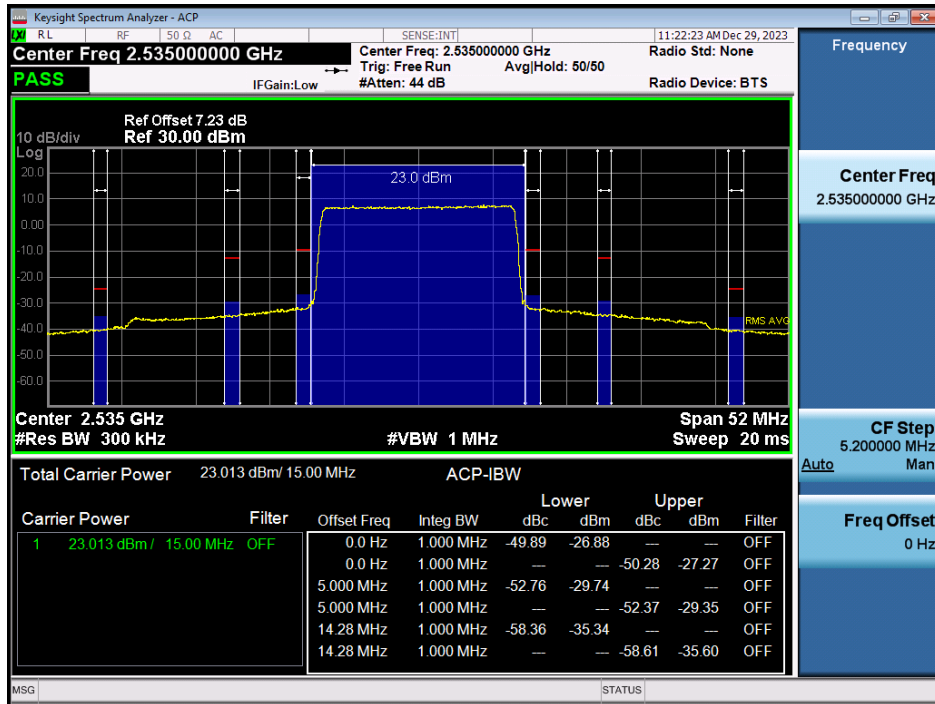 Keysight Spectrum Analyzer - ACP
LXI RL RF 50 Ω AC SENSE:INT 11:22:23 AM Dec 29, 2023
Center Freq 2.535000000 GHz
Center Freq: 2.535000000 GHz Radio Std: None
Trig: Free Run Avg|Hold: 50/50
PASS IFGain:Low #Atten: 44 dB Radio Device: BTS
Ref Offset 7.23 dB
10 dB/div Ref 30.00 dBm
Log
20.0
23.0 dBm
10.0
0.00
-10.0
-20.0
-30.0
-40.0
RMS AVG
-50.0
-60.0
Center 2.535 GHz Span 52 MHz
#Res BW 300 kHz #VBW 1 MHz Sweep 20 ms
Total Carrier Power 23.013 dBm/ 15.00 MHz ACP-IBW
Lower Upper
Carrier Power Filter Offset Freq Integ BW dBc dBm dBc dBm Filter
1 23.013 dBm / 15.00 MHz OFF 0.0 Hz 1.000 MHz -49.89 -26.88 --- --- OFF
0.0 Hz 1.000 MHz --- --- -50.28 -27.27 OFF
5.000 MHz 1.000 MHz -52.76 -29.74 --- --- OFF
5.000 MHz 1.000 MHz --- --- -52.37 -29.35 OFF
14.28 MHz 1.000 MHz -58.36 -35.34 --- --- OFF
14.28 MHz 1.000 MHz --- --- -58.61 -35.60 OFF
MSG STATUS
Frequency
Center Freq
2.535000000 GHz
CF Step
5.200000 MHz
Auto Man
Freq Offset
0 Hz